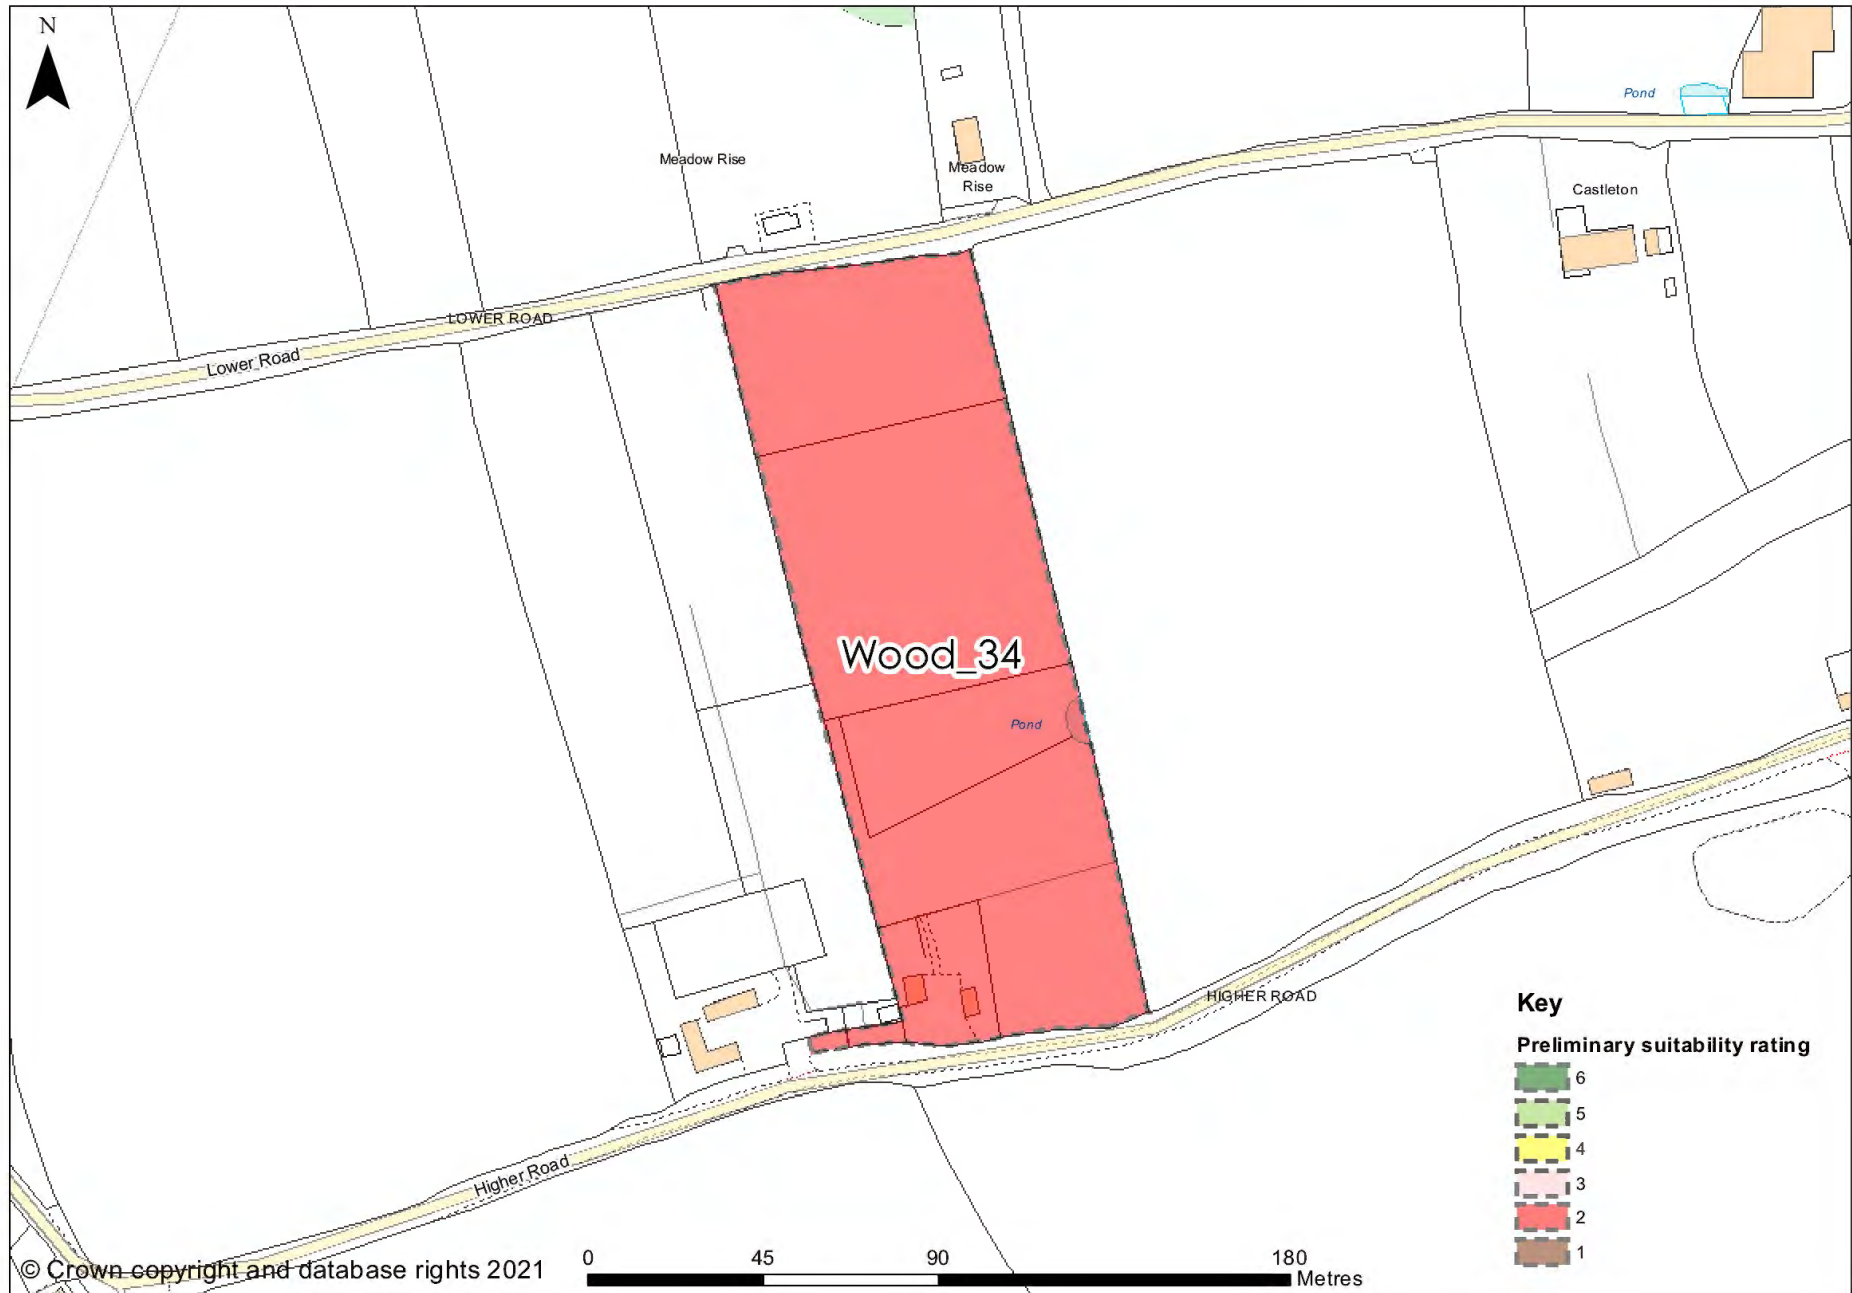 N
Pond
Meadow Rise
Meadow
Rise
Castleton
LOWER ROAD
Lower Road
Wood_34
Pond
HIGHER ROAD
Higher Road
Key
Preliminary suitability rating
6
5
4
3
2
1
© Crown copyright and database rights 2021
0 45 90 180
Metres